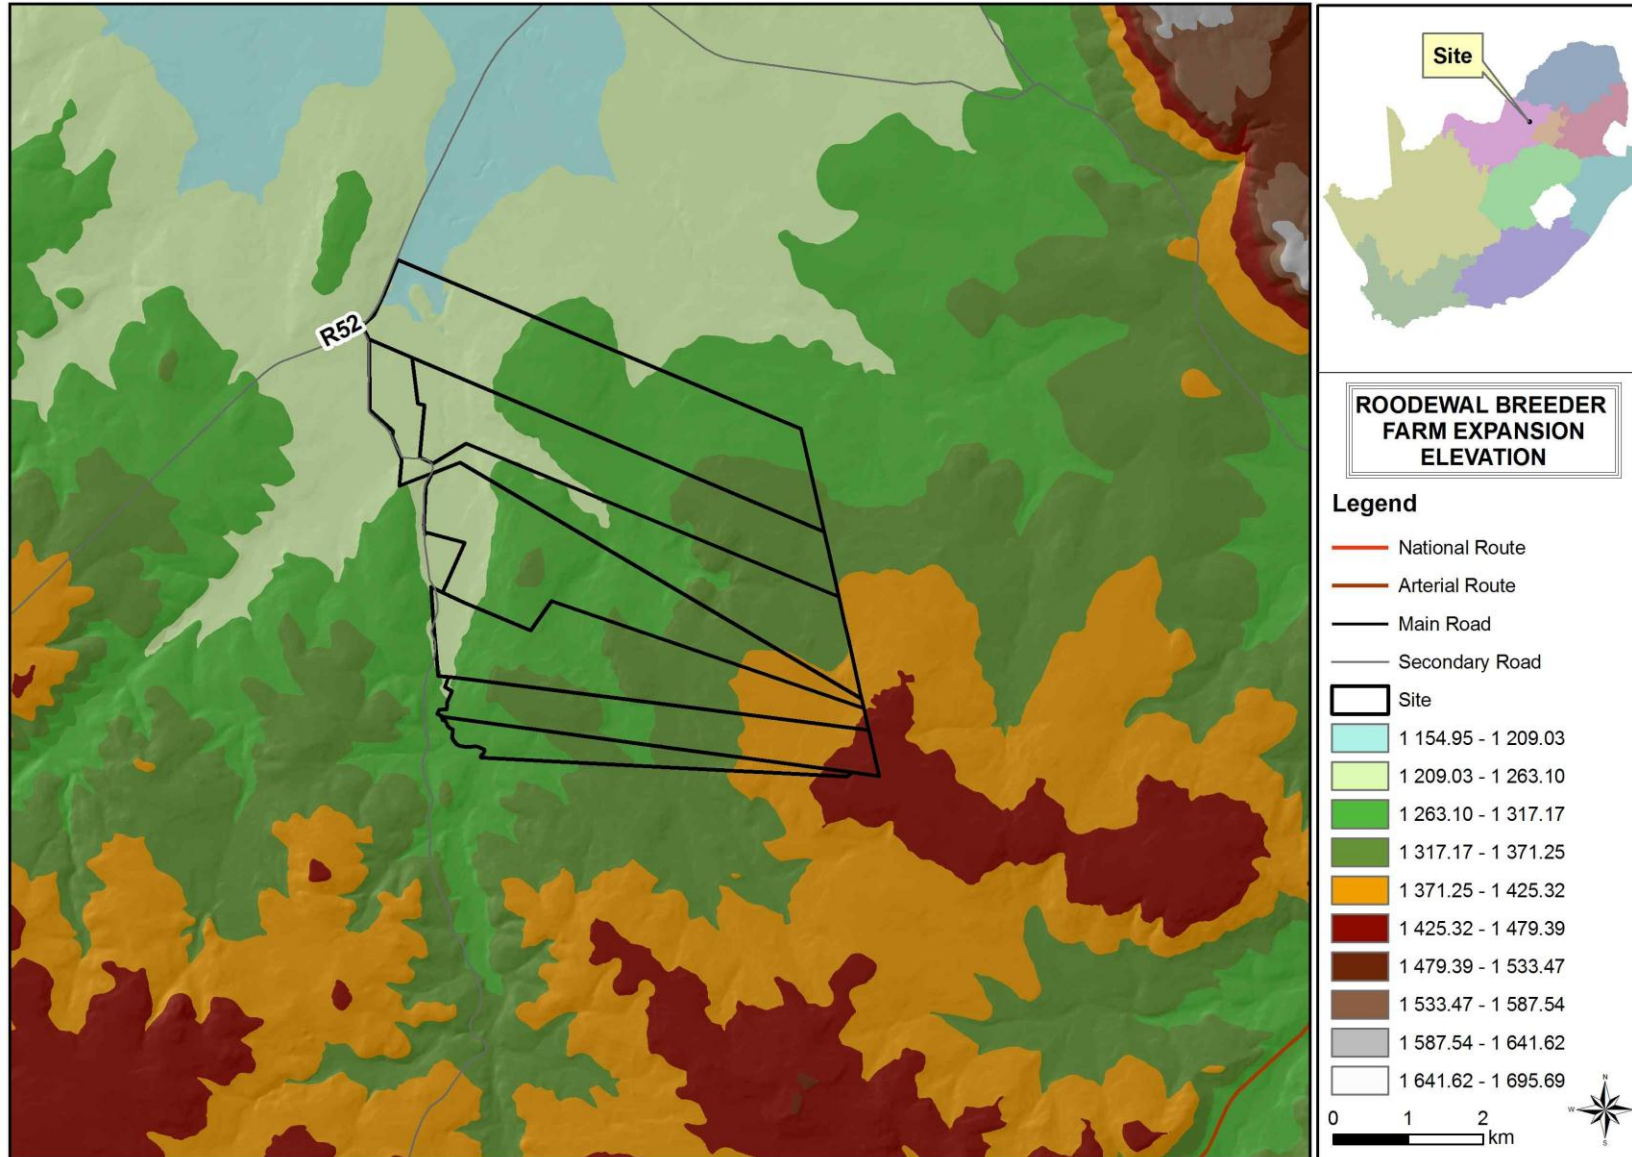 R52
Site
ROODEWAL BREEDER
FARM EXPANSION
ELEVATION
Legend
National Route
Arterial Route
Main Road
Secondary Road
Site
1 154.95 - 1 209.03
1 209.03 - 1 263.10
1 263.10 - 1 317.17
1 317.17 - 1 371.25
1 371.25 - 1 425.32
1 425.32 - 1 479.39
1 479.39 - 1 533.47
1 533.47 - 1 587.54
1 587.54 - 1 641.62
1 641.62 - 1 695.69
N
W
S
0 1 2
km